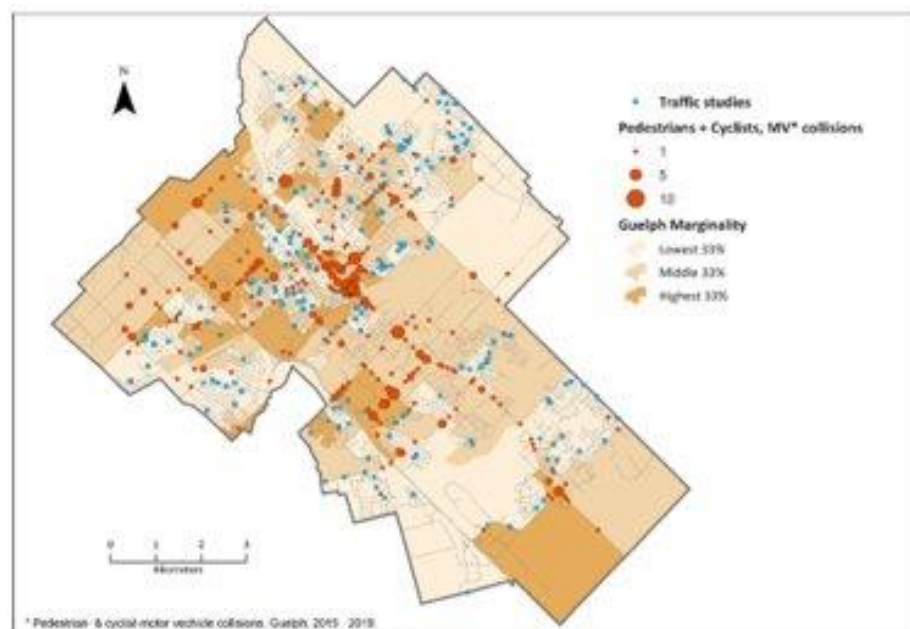 N
Traffic studies
Pedestrians + Cyclists, MV* collisions
1
5
10
Guelph Marginality
Lowest 33%
Middle 33%
Highest 33%
0 1 2 3
Kilometers
* Pedestrian- & cyclist-motor vechicle collisions. Guelph, 2015 - 2019.